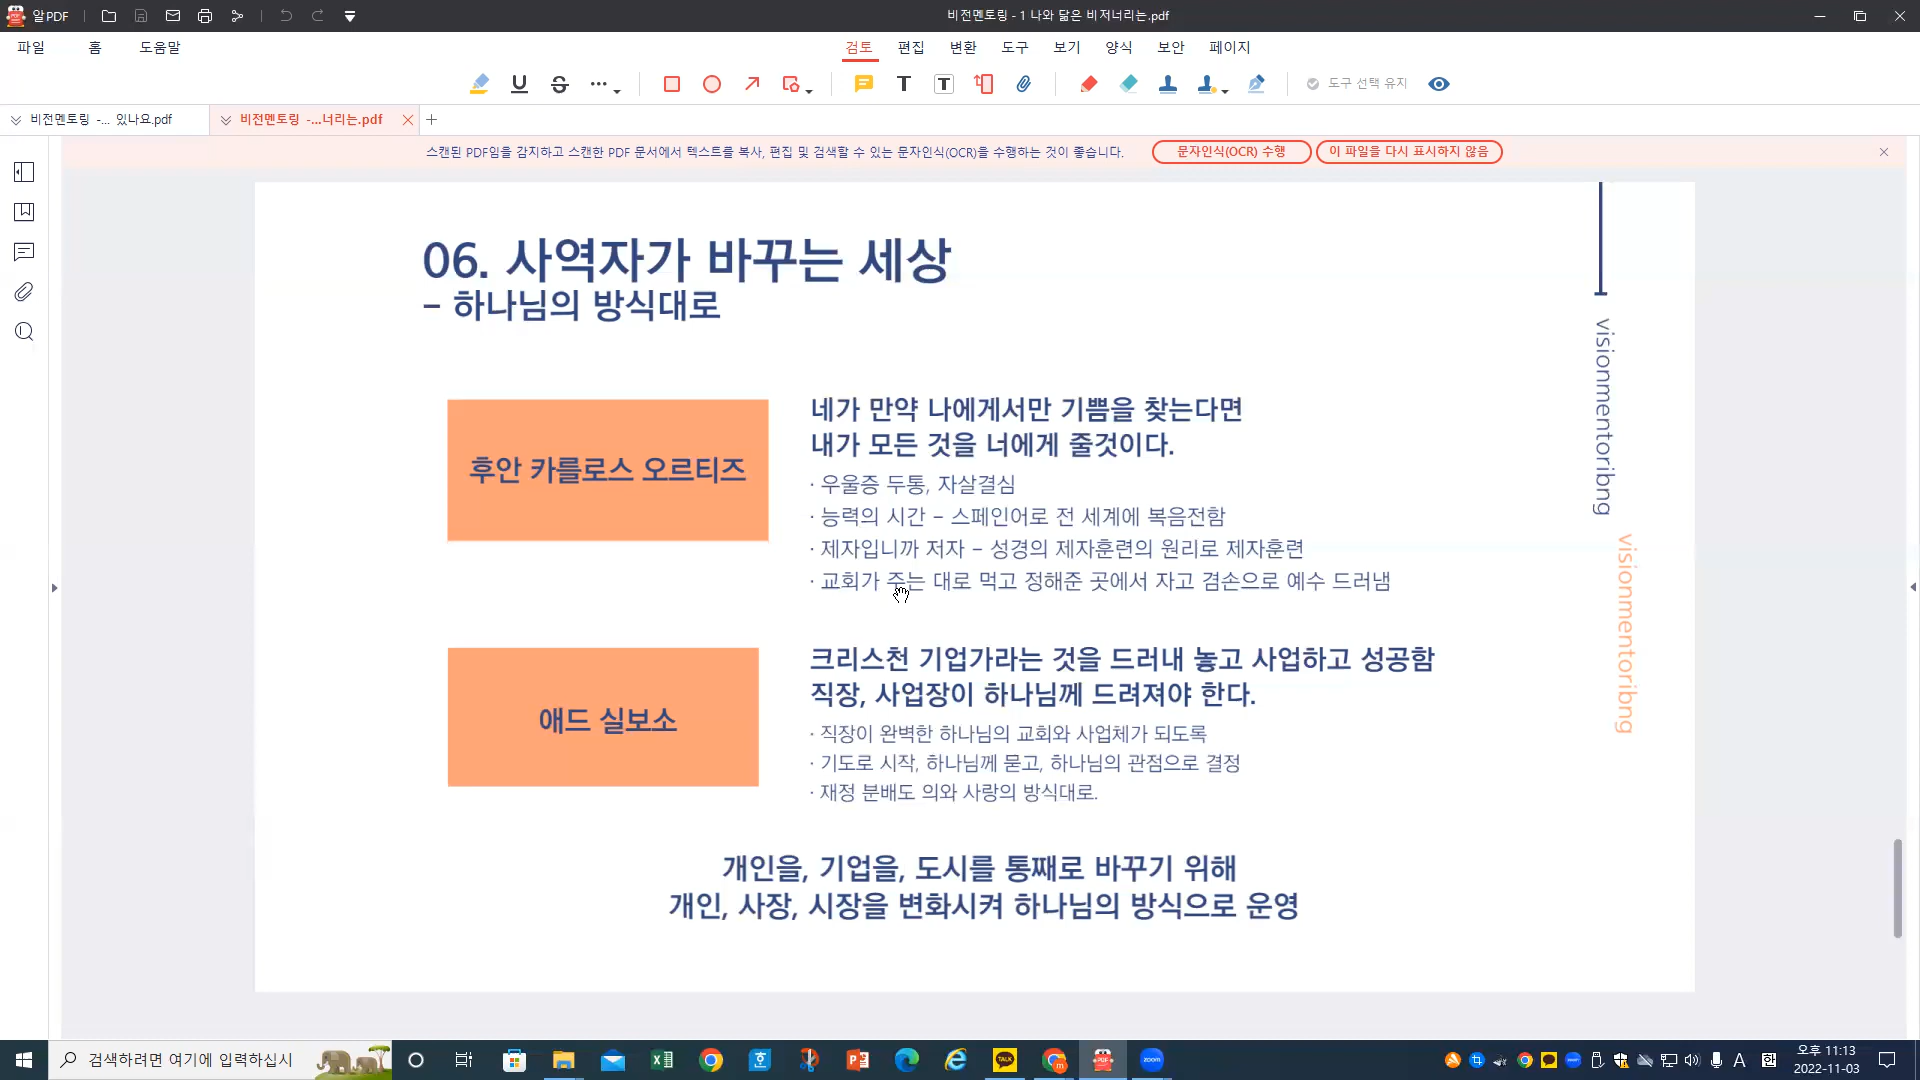 알PDF
비전멘토링 - 1 나와 닮은 비저너리는.pdf
파일 홈 도움말 검토 편집 변환 도구 보기 양식 보안 페이지
도구 선택 유지
비전멘토링 -... 있나요.pdf
비전멘토링 -...너리는.pdf
스캔된 PDF임을 감지하고 스캔한 PDF 문서에서 텍스트를 복사, 편집 및 검색할 수 있는 문자인식(OCR)을 수행하는 것이 좋습니다.
문자인식(OCR) 수행
이 파일을 다시 표시하지 않음
06. 사역자가 바꾸는 세상
– 하나님의 방식대로
후안 카를로스 오르티즈
네가 만약 나에게서만 기쁨을 찾는다면
내가 모든 것을 너에게 줄것이다.
· 우울증 두통, 자살결심
· 능력의 시간 – 스페인어로 전 세계에 복음전함
· 제자입니까 저자 – 성경의 제자훈련의 원리로 제자훈련
· 교회가 주는 대로 먹고 정해준 곳에서 자고 겸손으로 예수 드러냄
애드 실보소
크리스천 기업가라는 것을 드러내 놓고 사업하고 성공함
직장, 사업장이 하나님께 드려져야 한다.
· 직장이 완벽한 하나님의 교회와 사업체가 되도록
· 기도로 시작, 하나님께 묻고, 하나님의 관점으로 결정
· 재정 분배도 의와 사랑의 방식대로.
개인을, 기업을, 도시를 통째로 바꾸기 위해
개인, 사장, 시장을 변화시켜 하나님의 방식으로 운영
visionmentoribng
visionmentoribng
검색하려면 여기에 입력하십시
TALK
zoom
A
오후 11:13
2022-11-03